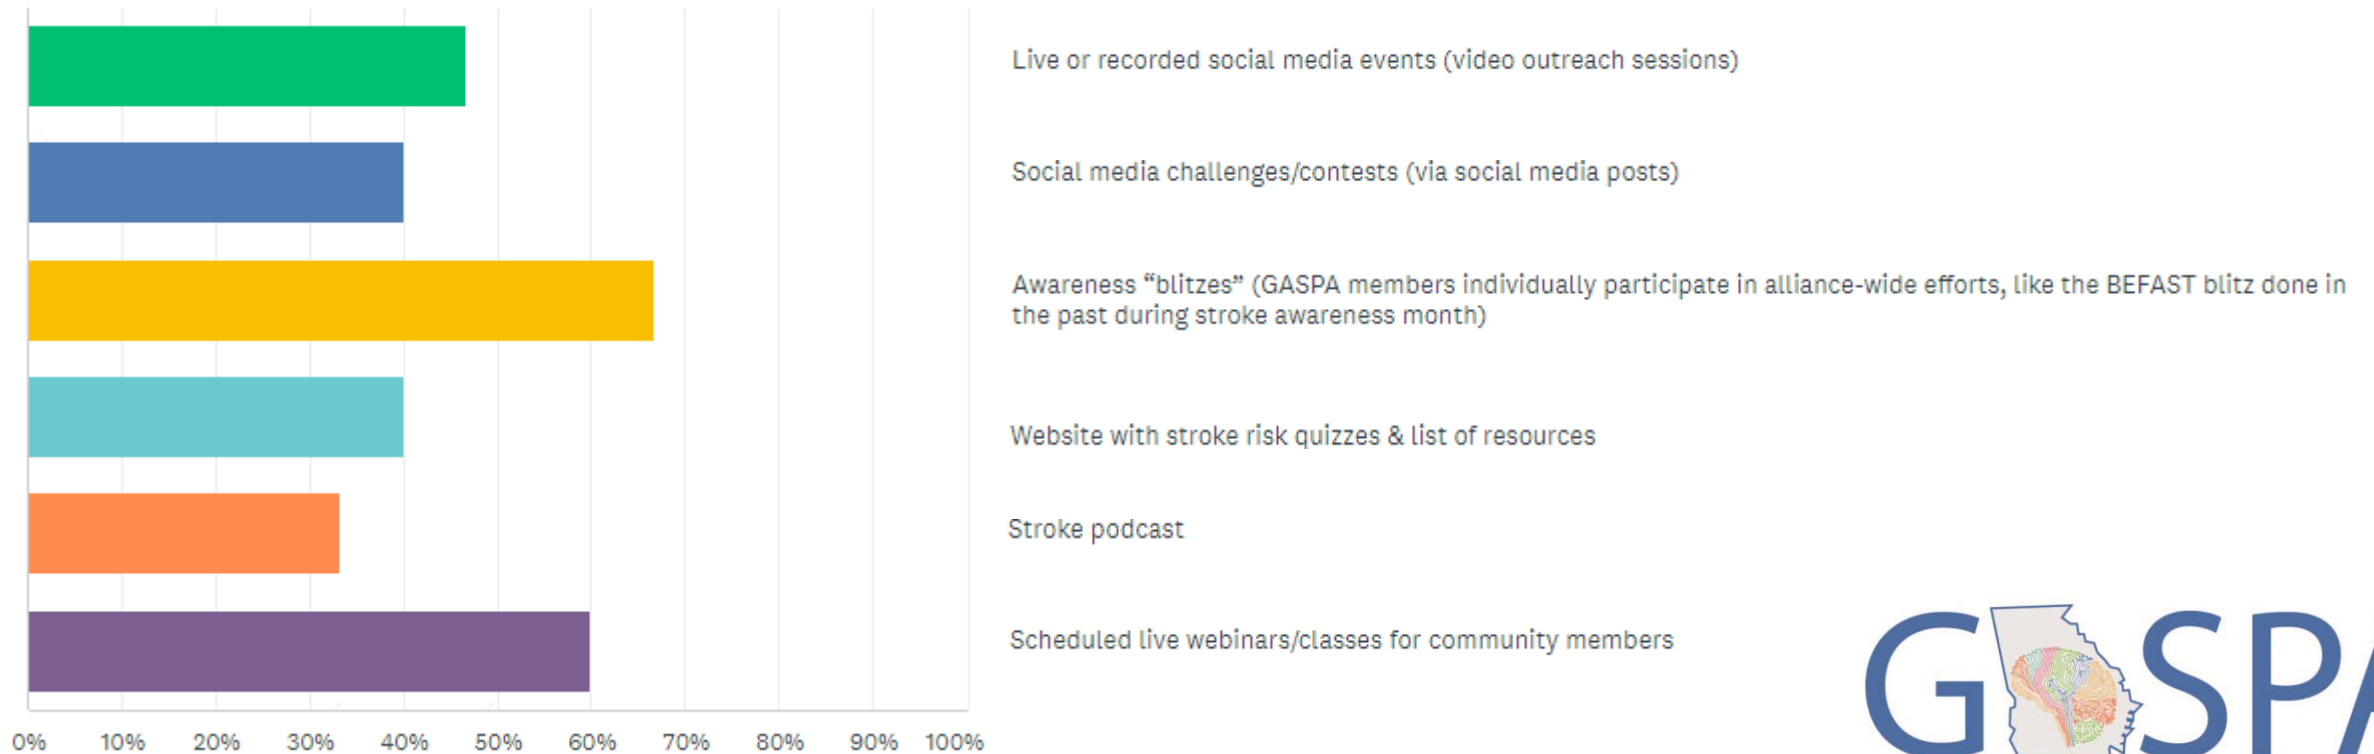 Live or recorded social media events (video outreach sessions)
Social media challenges/contests (via social media posts)
Awareness “blitzes” (GASPA members individually participate in alliance-wide efforts, like the BEFAST blitz done in
the past during stroke awareness month)
Website with stroke risk quizzes & list of resources
Stroke podcast
Scheduled live webinars/classes for community members
0% 10% 20% 30% 40% 50% 60% 70% 80% 90% 100%
G SPA